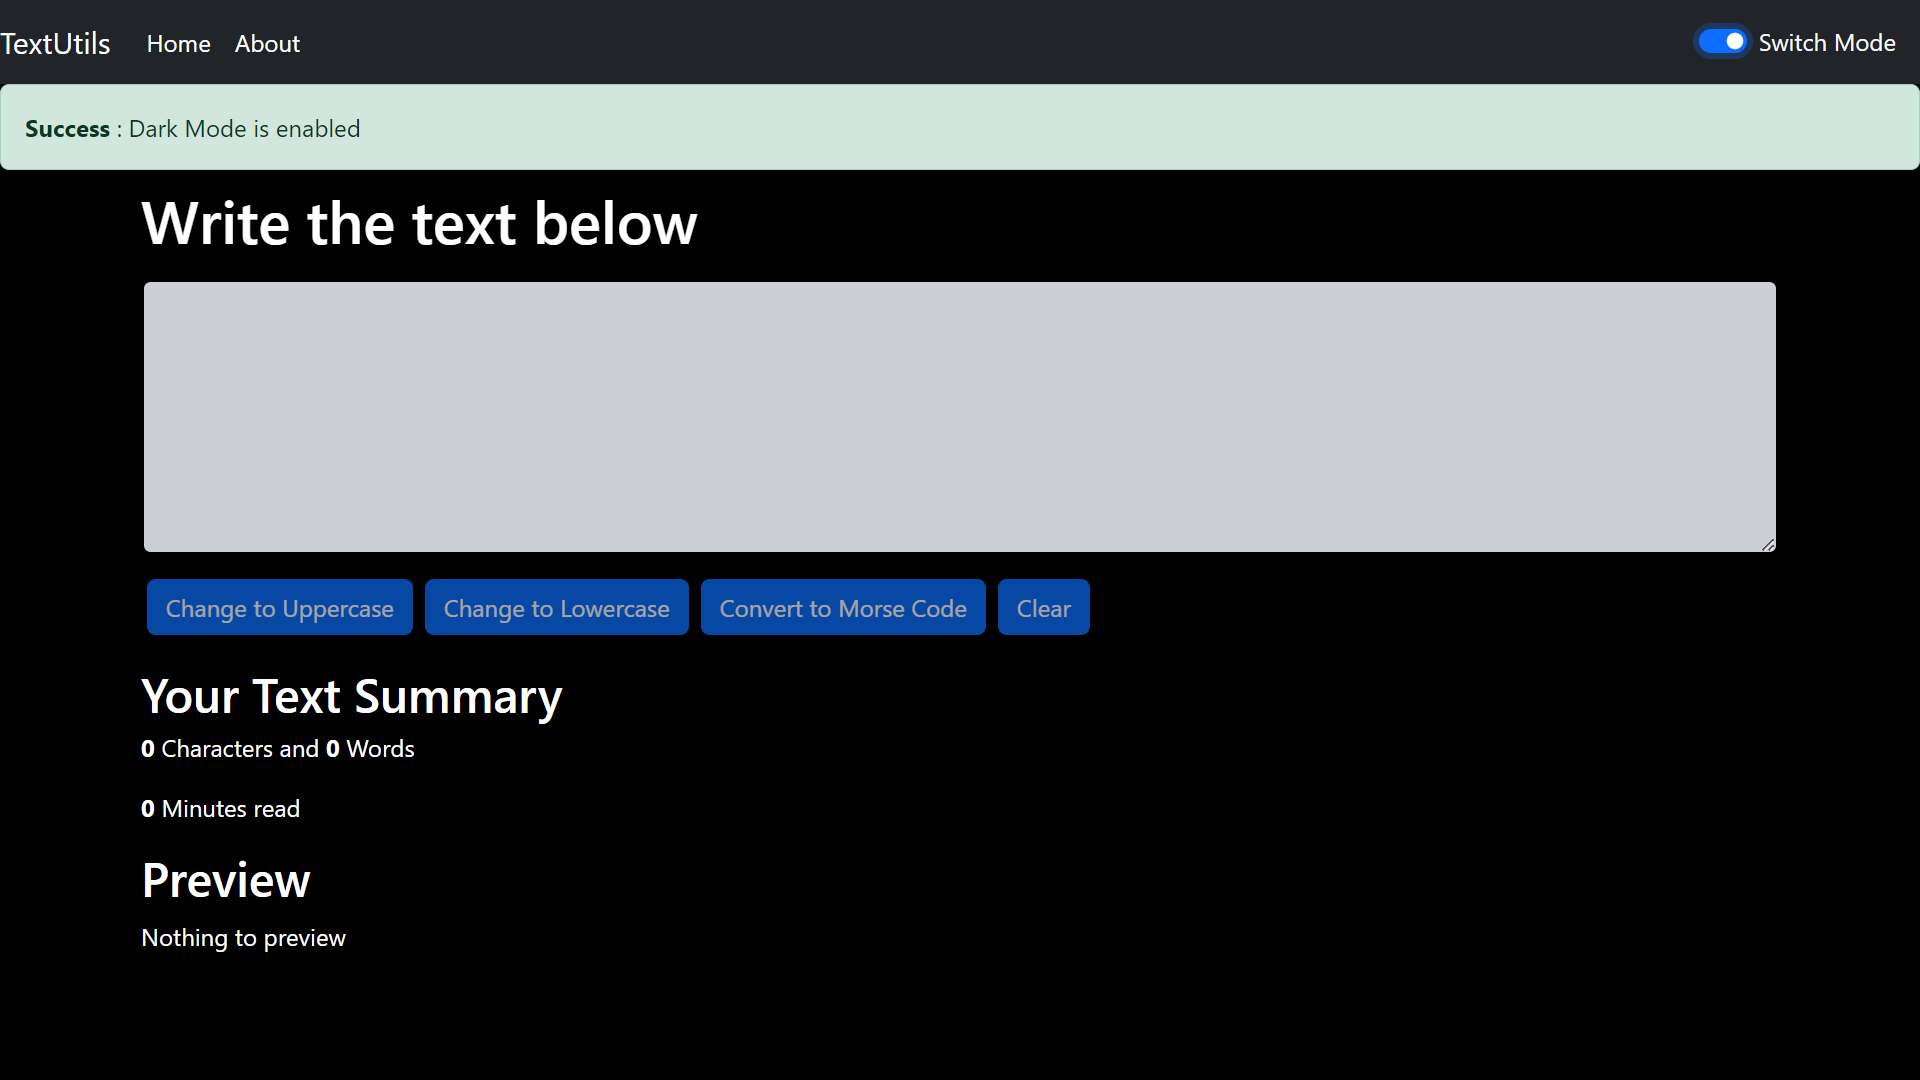 TextUtils Home About Switch Mode
Success : Dark Mode is enabled
Write the text below
Change to Uppercase Change to Lowercase Convert to Morse Code Clear
Your Text Summary
0 Characters and 0 Words
0 Minutes read
Preview
Nothing to preview